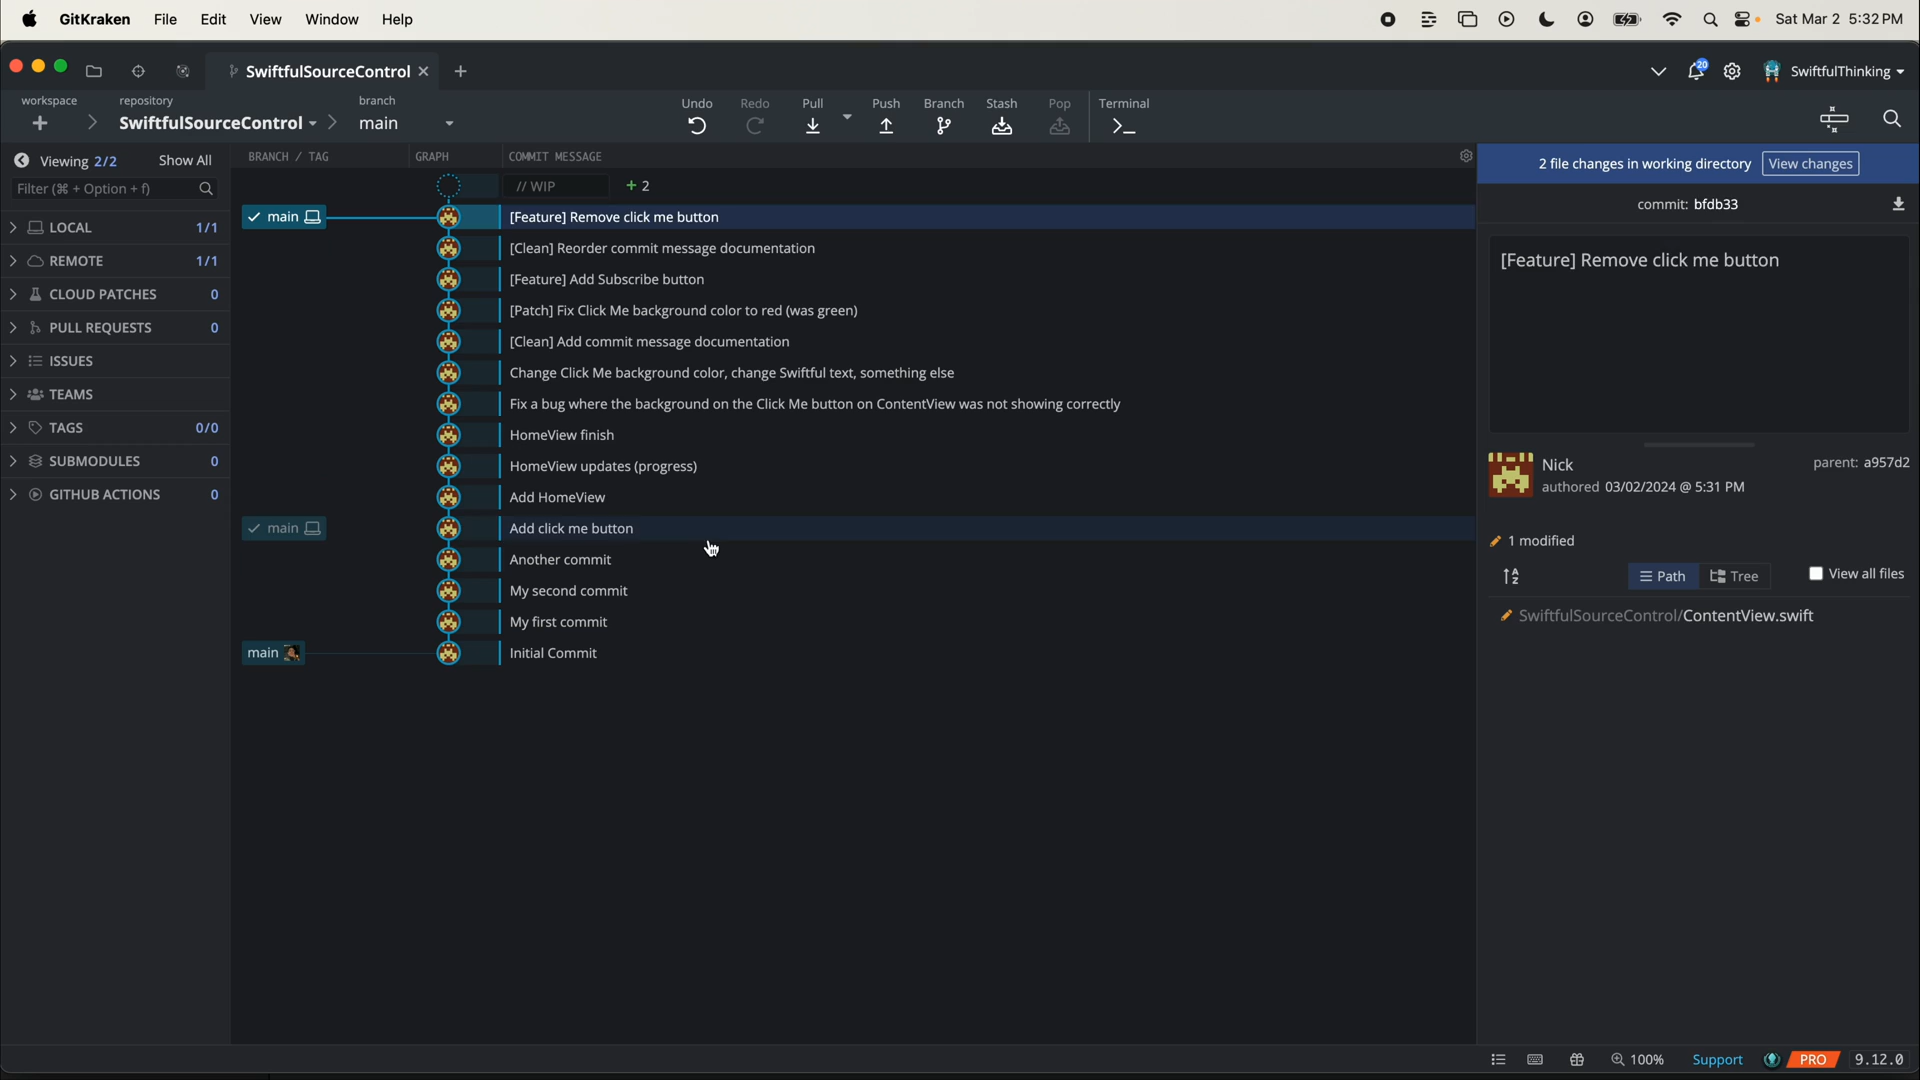 GitKraken File Edit View Window Help Sat Mar 2 5:32 PM
SwiftfulSourceControl 20 SwiftfulThinking
workspace repository branch Undo Redo Pull Push Branch Stash Pop Terminal
SwiftfulSourceControl main
Viewing 2/2 Show All
Filter (⌘ + Option + f)
LOCAL 1/1
REMOTE 1/1
CLOUD PATCHES 0
PULL REQUESTS 0
ISSUES
TEAMS
TAGS 0/0
SUBMODULES 0
GITHUB ACTIONS 0
BRANCH / TAG GRAPH COMMIT MESSAGE
// WIP + 2
main [Feature] Remove click me button
[Clean] Reorder commit message documentation
[Feature] Add Subscribe button
[Patch] Fix Click Me background color to red (was green)
[Clean] Add commit message documentation
Change Click Me background color, change Swiftful text, something else
Fix a bug where the background on the Click Me button on ContentView was not showing correctly
HomeView finish
HomeView updates (progress)
Add HomeView
main Add click me button
Another commit
My second commit
My first commit
main Initial Commit
2 file changes in working directory View changes
commit: bfdb33
[Feature] Remove click me button
Nick parent: a957d2
authored 03/02/2024 @ 5:31 PM
1 modified
Path Tree View all files
SwiftfulSourceControl/ContentView.swift
100% Support PRO 9.12.0